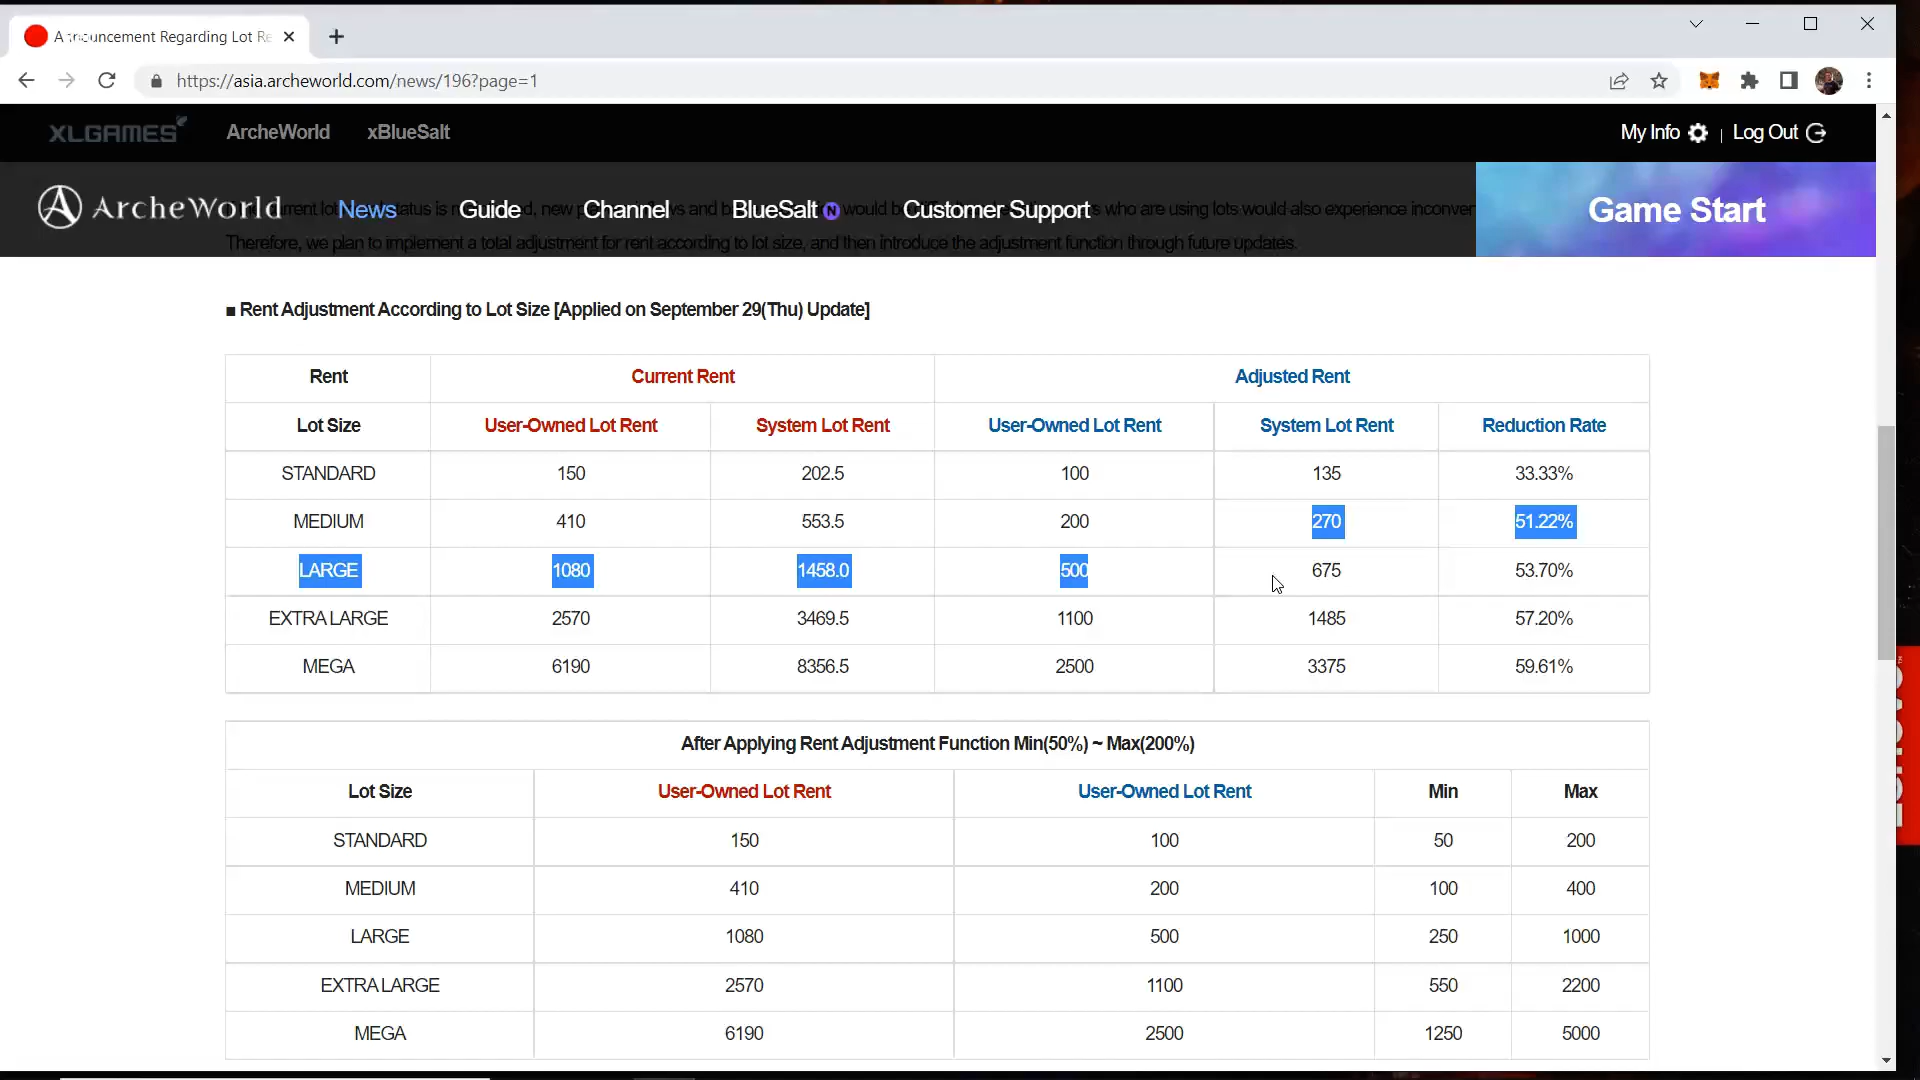 Announcement Regarding Lot Re
https://asia.archeworld.com/news/196?page=1
XLGAMES ArcheWorld xBlueSalt My Info | Log Out
ArcheWorld News Guide Channel BlueSalt N Customer Support Game Start
would also experience inconver
Therefore, we plan to implement a total adjustment for rent according to lot size, and then introduce the adjustment function through future updates.
■ Rent Adjustment According to Lot Size [Applied on September 29(Thu) Update]
Rent Current Rent Adjusted Rent
Lot Size User-Owned Lot Rent System Lot Rent User-Owned Lot Rent System Lot Rent Reduction Rate
STANDARD 150 202.5 100 135 33.33%
MEDIUM 410 553.5 200 270 51.22%
LARGE 1080 1458.0 500 675 53.70%
EXTRA LARGE 2570 3469.5 1100 1485 57.20%
MEGA 6190 8356.5 2500 3375 59.61%
After Applying Rent Adjustment Function Min(50%) ~ Max(200%)
Lot Size User-Owned Lot Rent User-Owned Lot Rent Min Max
STANDARD 150 100 50 200
MEDIUM 410 200 100 400
LARGE 1080 500 250 1000
EXTRA LARGE 2570 1100 550 2200
MEGA 6190 2500 1250 5000